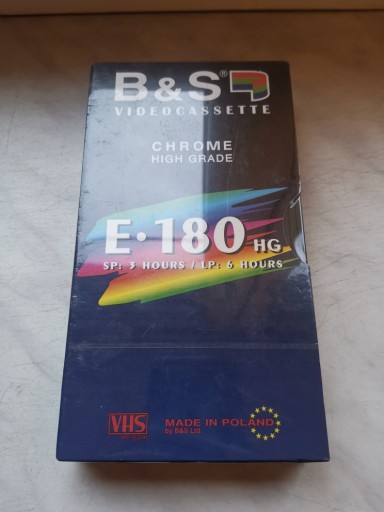 B&S®
VIDEOCASSETTE
CHROME
HIGH GRADE
E·180 HG
SP: 3 HOURS / LP: 6 HOURS
VHS
MADE IN POLAND
by B&S Ltd.